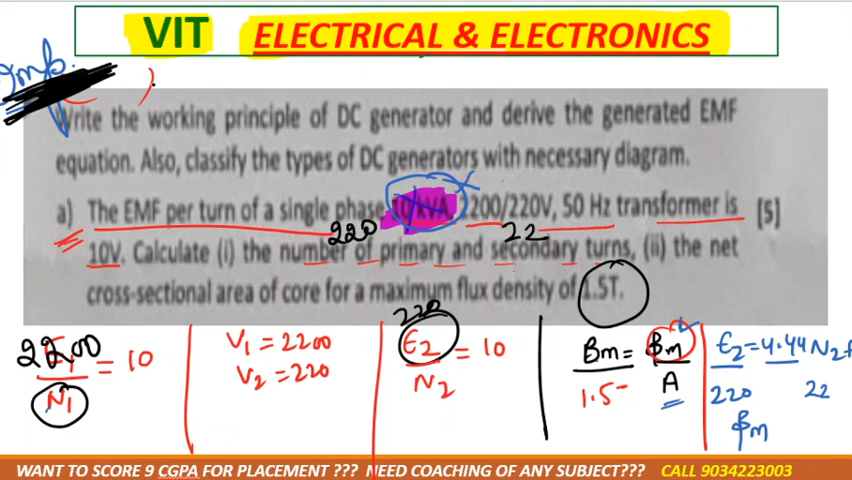 VIT ELECTRICAL & ELECTRONICS
Imb.
Write the working principle of DC generator and derive the generated EMF
equation. Also, classify the types of DC generators with necessary diagram.
a) The EMF per turn of a single phase 10 kVA, 2200/220V, 50 Hz transformer is [5]
220 22
10V. Calculate (i) the number of primary and secondary turns, (ii) the net
cross-sectional area of core for a maximum flux density of 1.5T.
2200 / N1 = 10
V1 = 2200
V2 = 220
220
E2 / N2 = 10
Bm = ϕm / A
1.5
E2 = 4.44 N2
220 22
ϕm
WANT TO SCORE 9 CGPA FOR PLACEMENT ??? NEED COACHING OF ANY SUBJECT??? CALL 9034223003